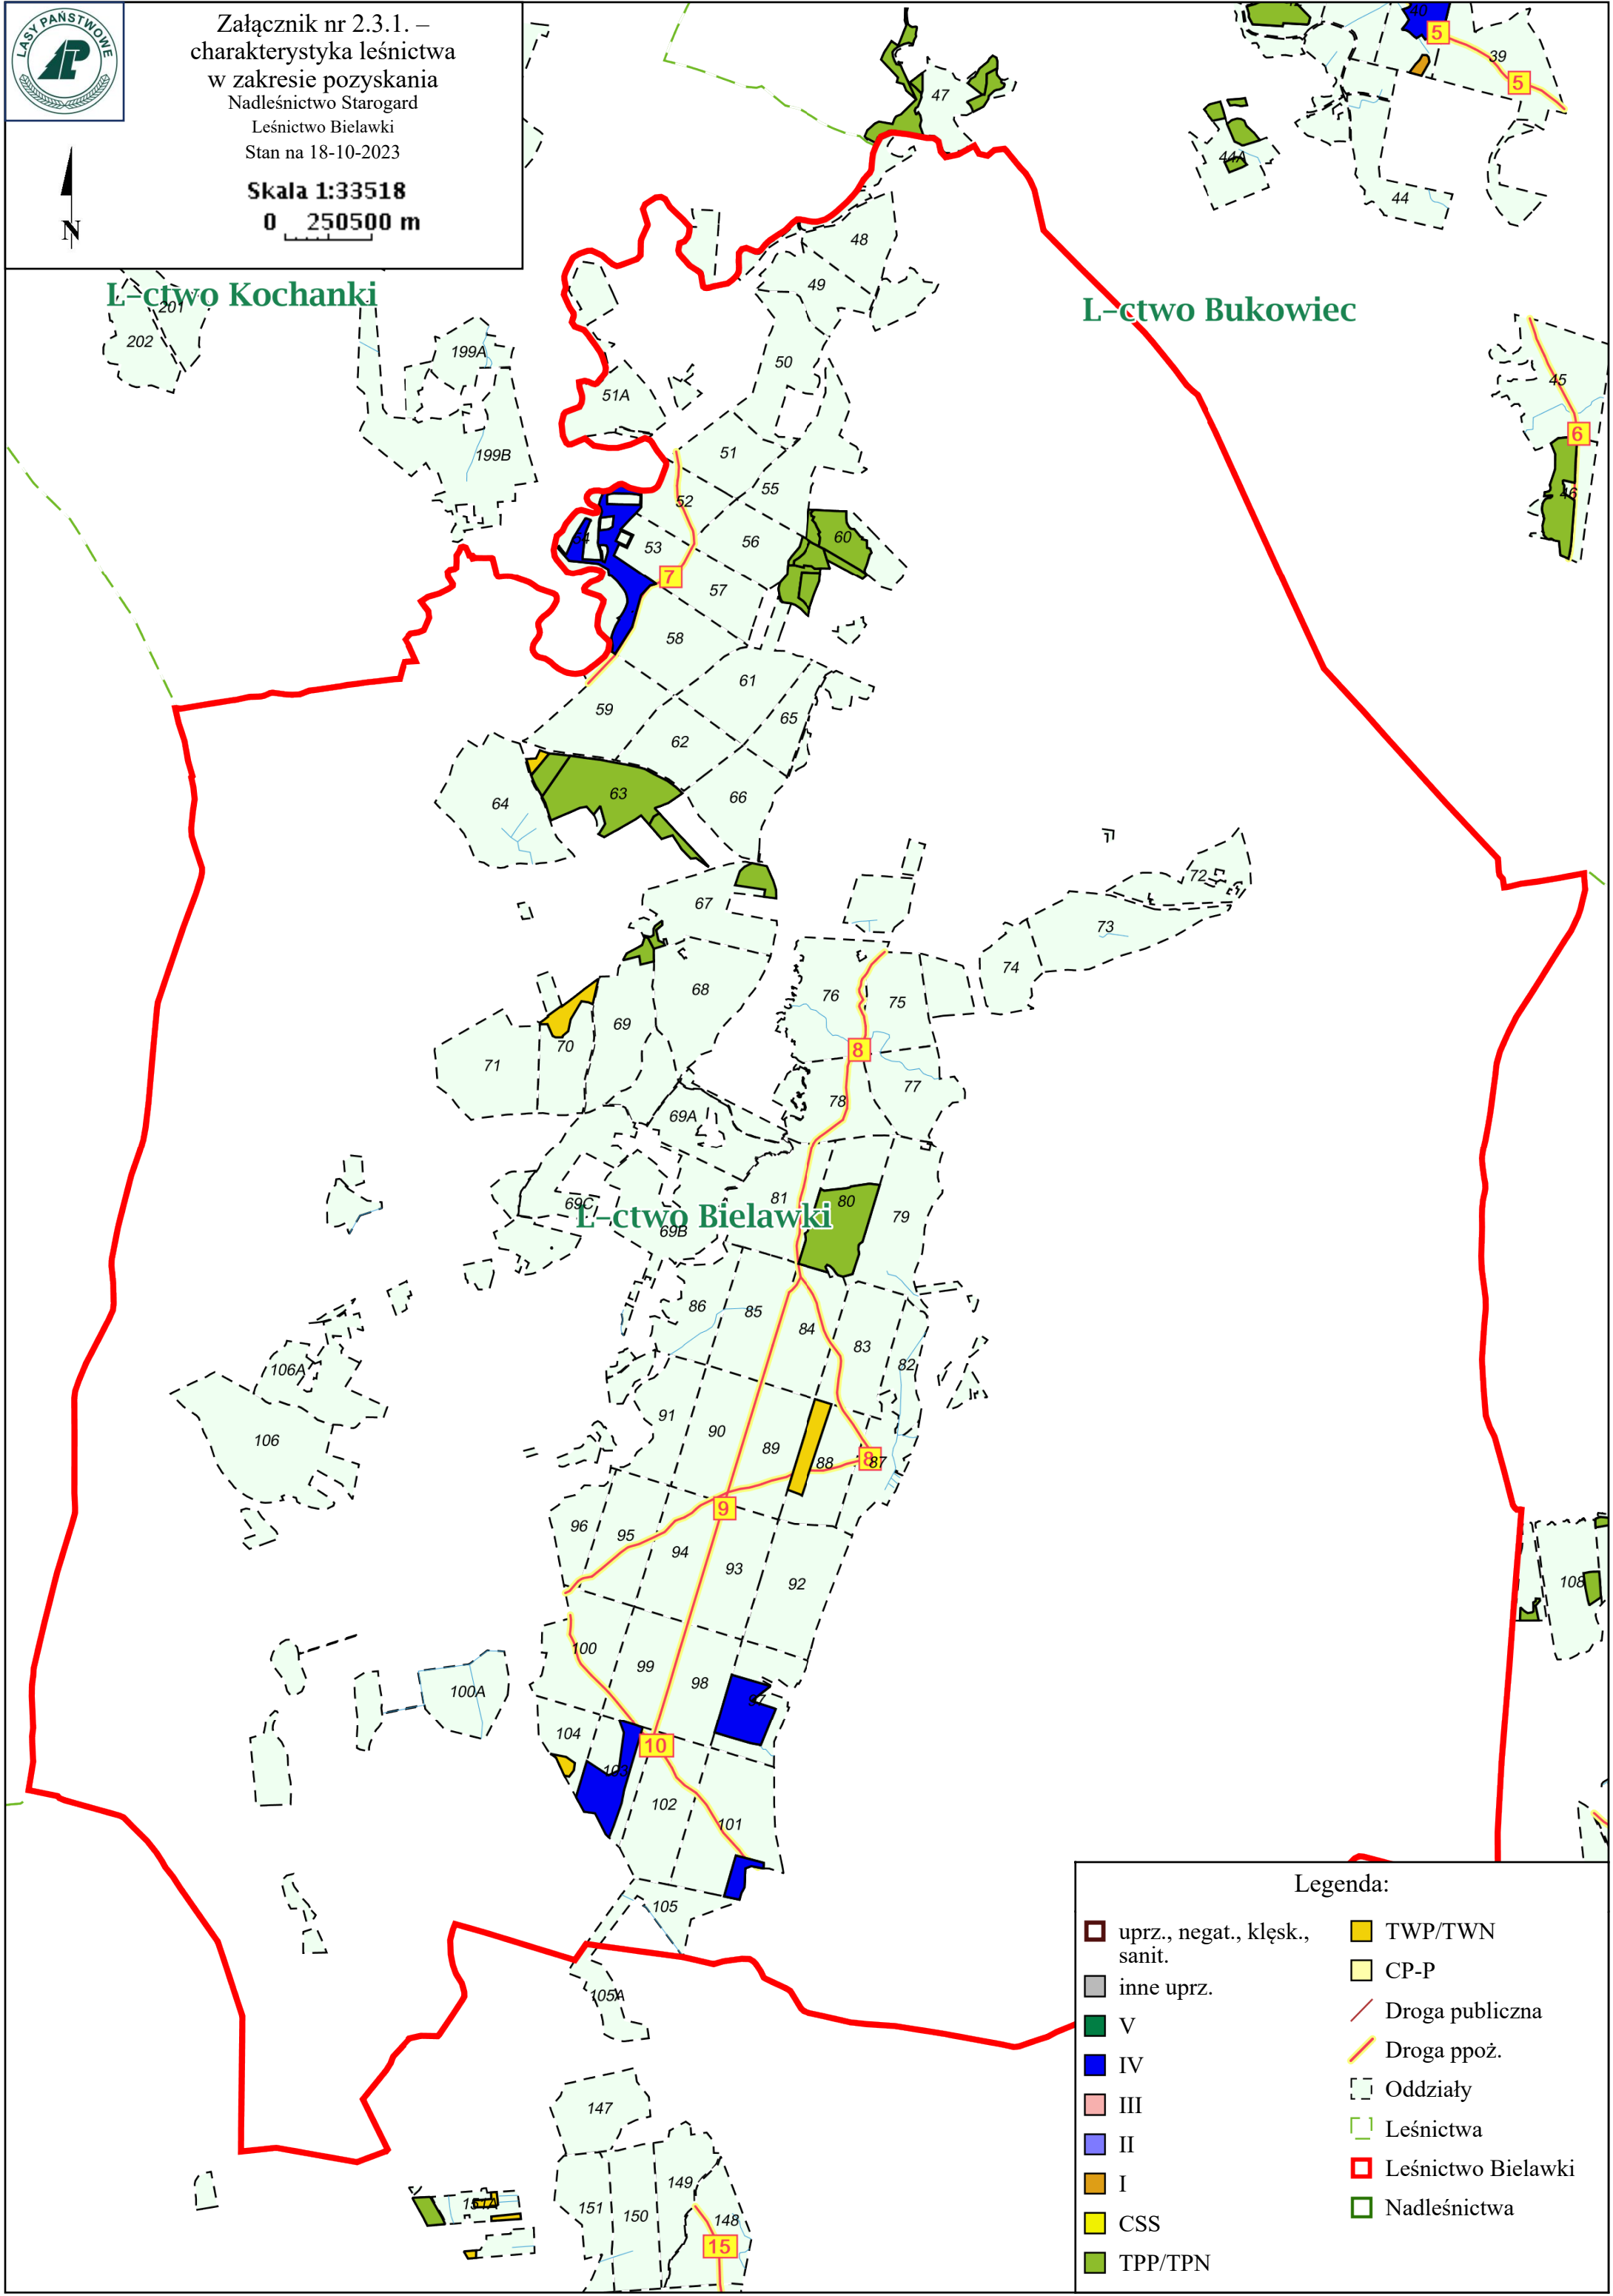 LASY PAŃSTWOWE
Załącznik nr 2.3.1. –
charakterystyka leśnictwa
w zakresie pozyskania
Nadleśnictwo Starogard
Leśnictwo Bielawki
Stan na 18-10-2023
Skala 1:33518
0 250500 m
N
40
5
39
5
47
44A
44
48
L-ctwo Kochanki
201
202
49
L-ctwo Bukowiec
199A
50
45
51A
6
199B
51
55
46
52
54
53
56
60
7
57
58
61
59
65
62
63
64
66
67
72
73
74
68
76
75
69
70
8
71
77
78
69A
81
80
69C
L-ctwo Bielawki
79
69B
86
85
84
83
82
106A
91
90
106
89
88
8
87
9
96
95
94
93
92
108
100
99
98
100A
97
104
10
103
102
101
105
105A
147
149
151A
151
150
148
15
Legenda:
uprz., negat., klęsk.,
sanit.
inne uprz.
V
IV
III
II
I
CSS
TPP/TPN
TWP/TWN
CP-P
Droga publiczna
Droga ppoż.
Oddziały
Leśnictwa
Leśnictwo Bielawki
Nadleśnictwa